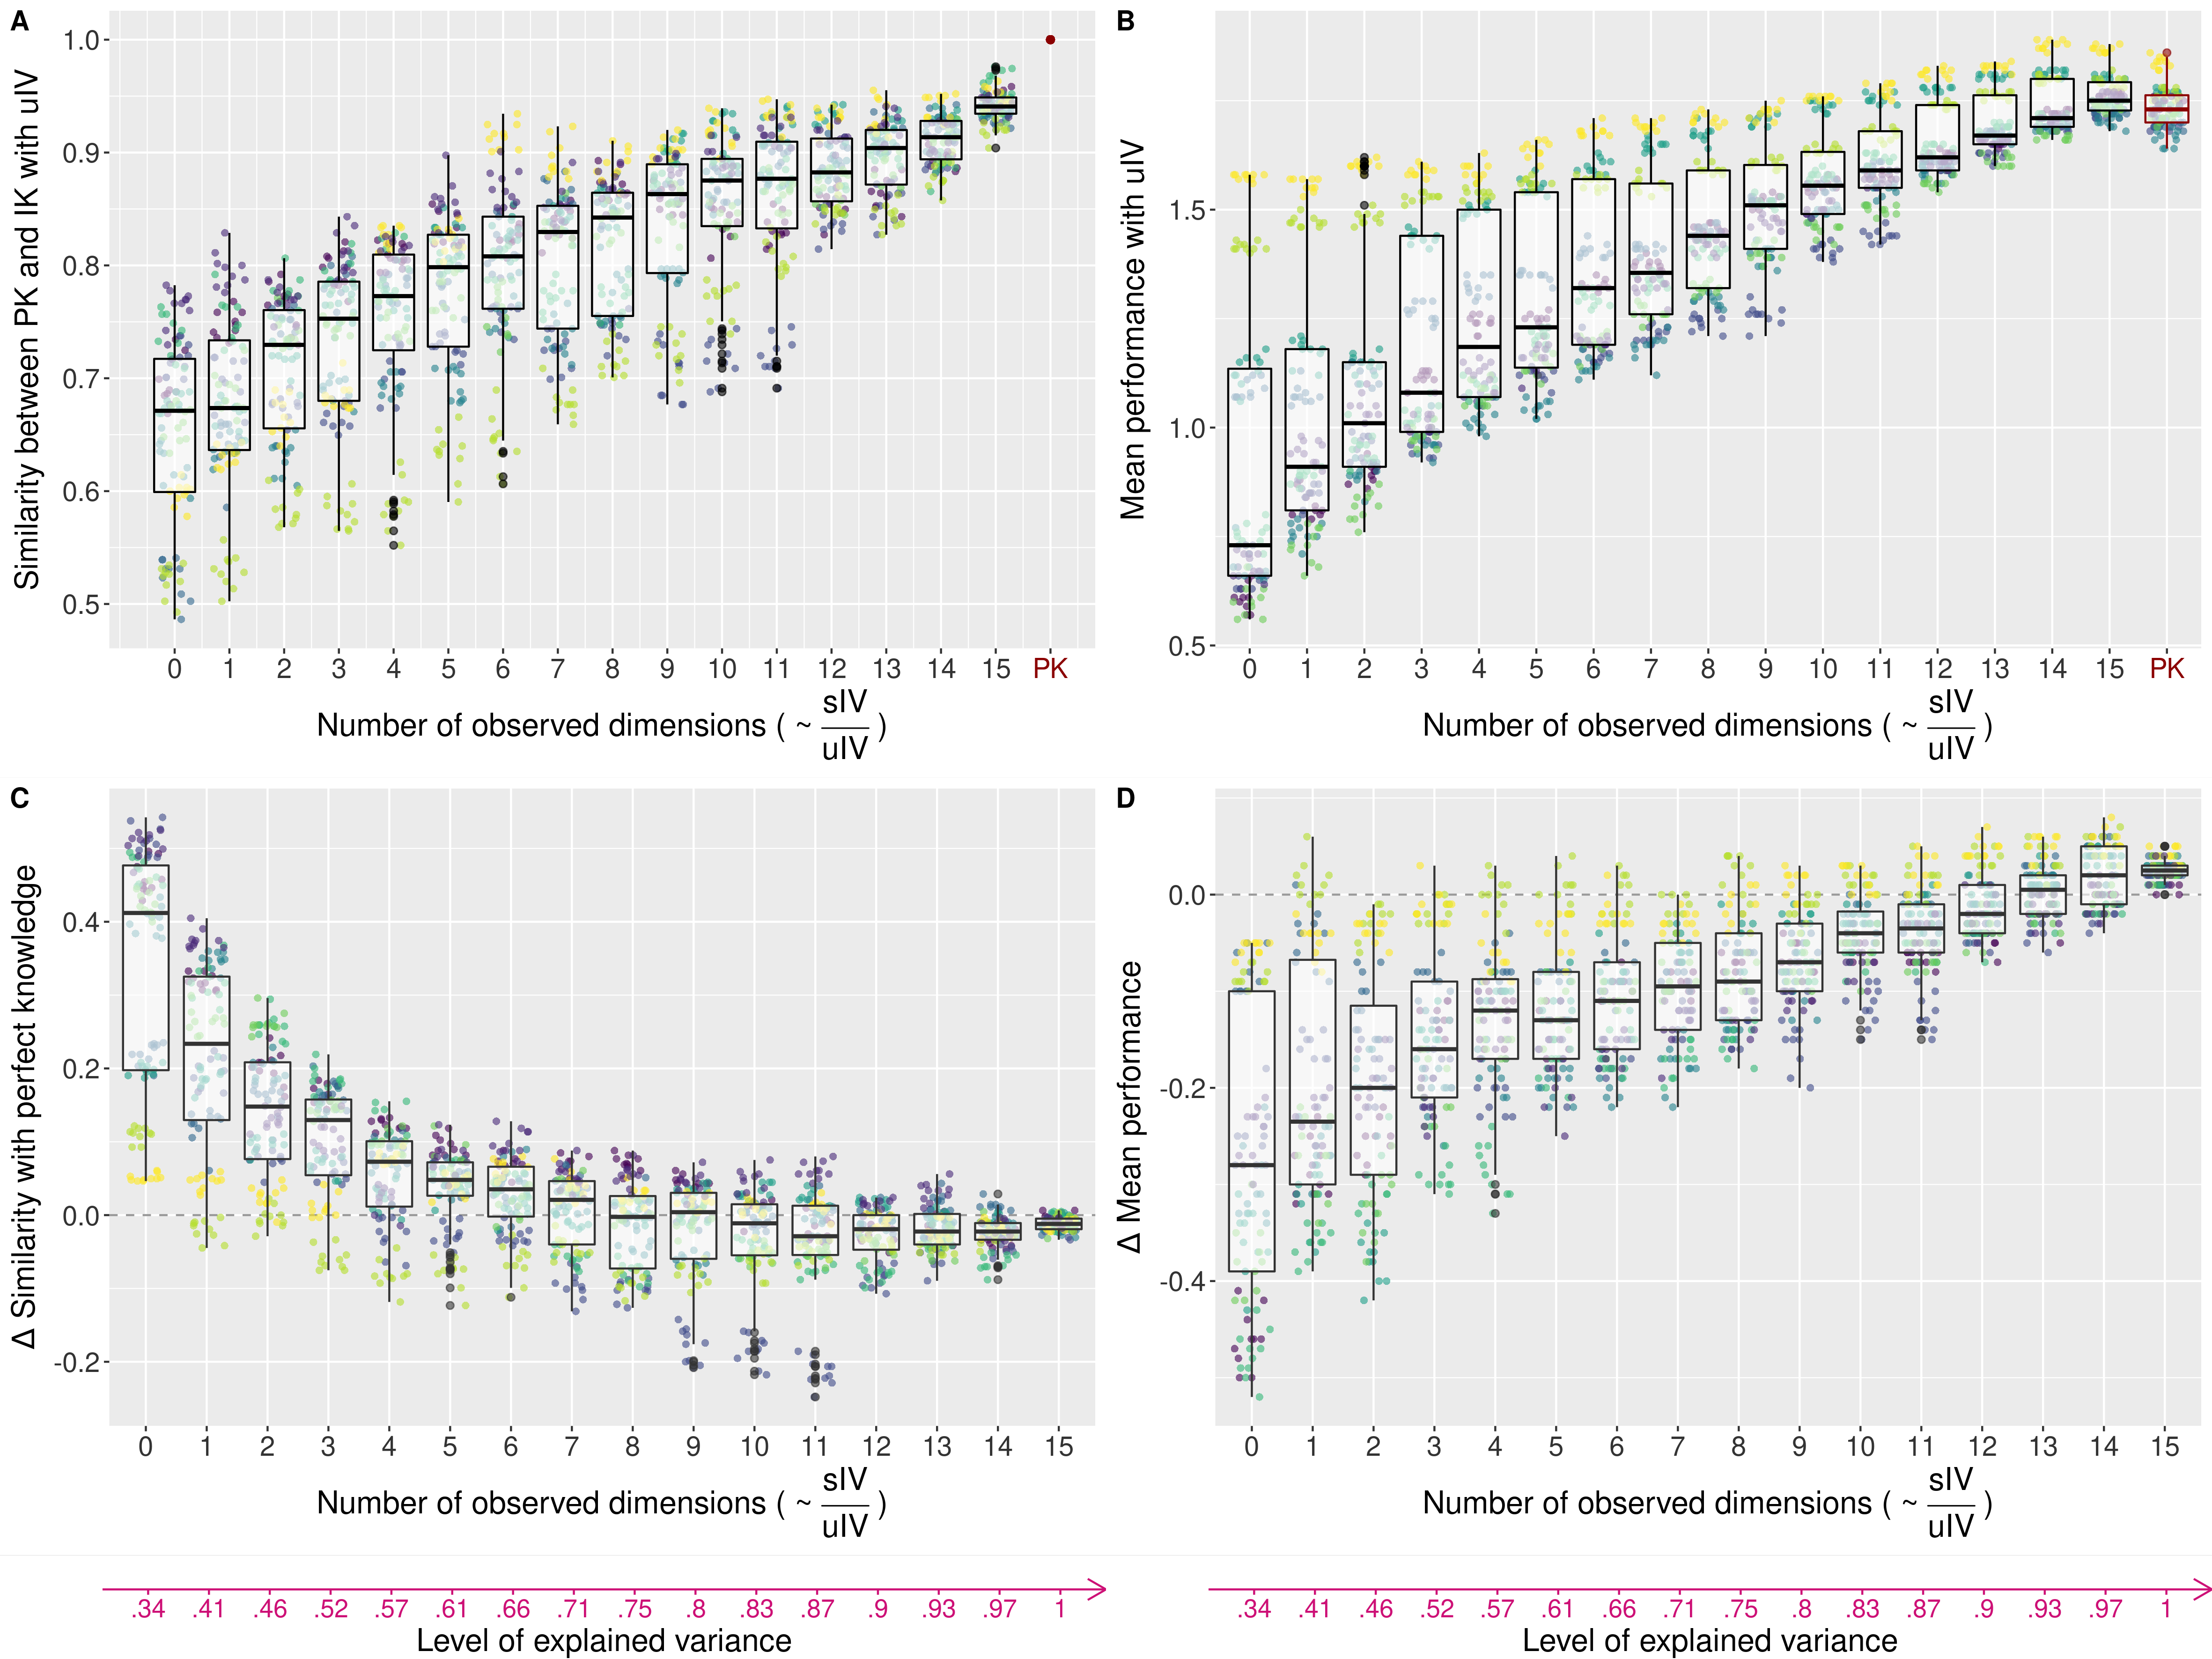 A
Similarity between PK and IK with uIV
1.0
0.9
0.8
0.7
0.6
0.5
0 1 2 3 4 5 6 7 8 9 10 11 12 13 14 15 PK
Number of observed dimensions ( ~ sIV
uIV )
B
Mean performance with uIV
1.5
1.0
0.5
0 1 2 3 4 5 6 7 8 9 10 11 12 13 14 15 PK
Number of observed dimensions ( ~ sIV
uIV )
C
Δ Similarity with perfect knowledge
0.4
0.2
0.0
-0.2
0 1 2 3 4 5 6 7 8 9 10 11 12 13 14 15
Number of observed dimensions ( ~ sIV
uIV )
D
Δ Mean performance
0.0
-0.2
-0.4
0 1 2 3 4 5 6 7 8 9 10 11 12 13 14 15
Number of observed dimensions ( ~ sIV
uIV )
.34 .41 .46 .52 .57 .61 .66 .71 .75 .8 .83 .87 .9 .93 .97 1
Level of explained variance
.34 .41 .46 .52 .57 .61 .66 .71 .75 .8 .83 .87 .9 .93 .97 1
Level of explained variance